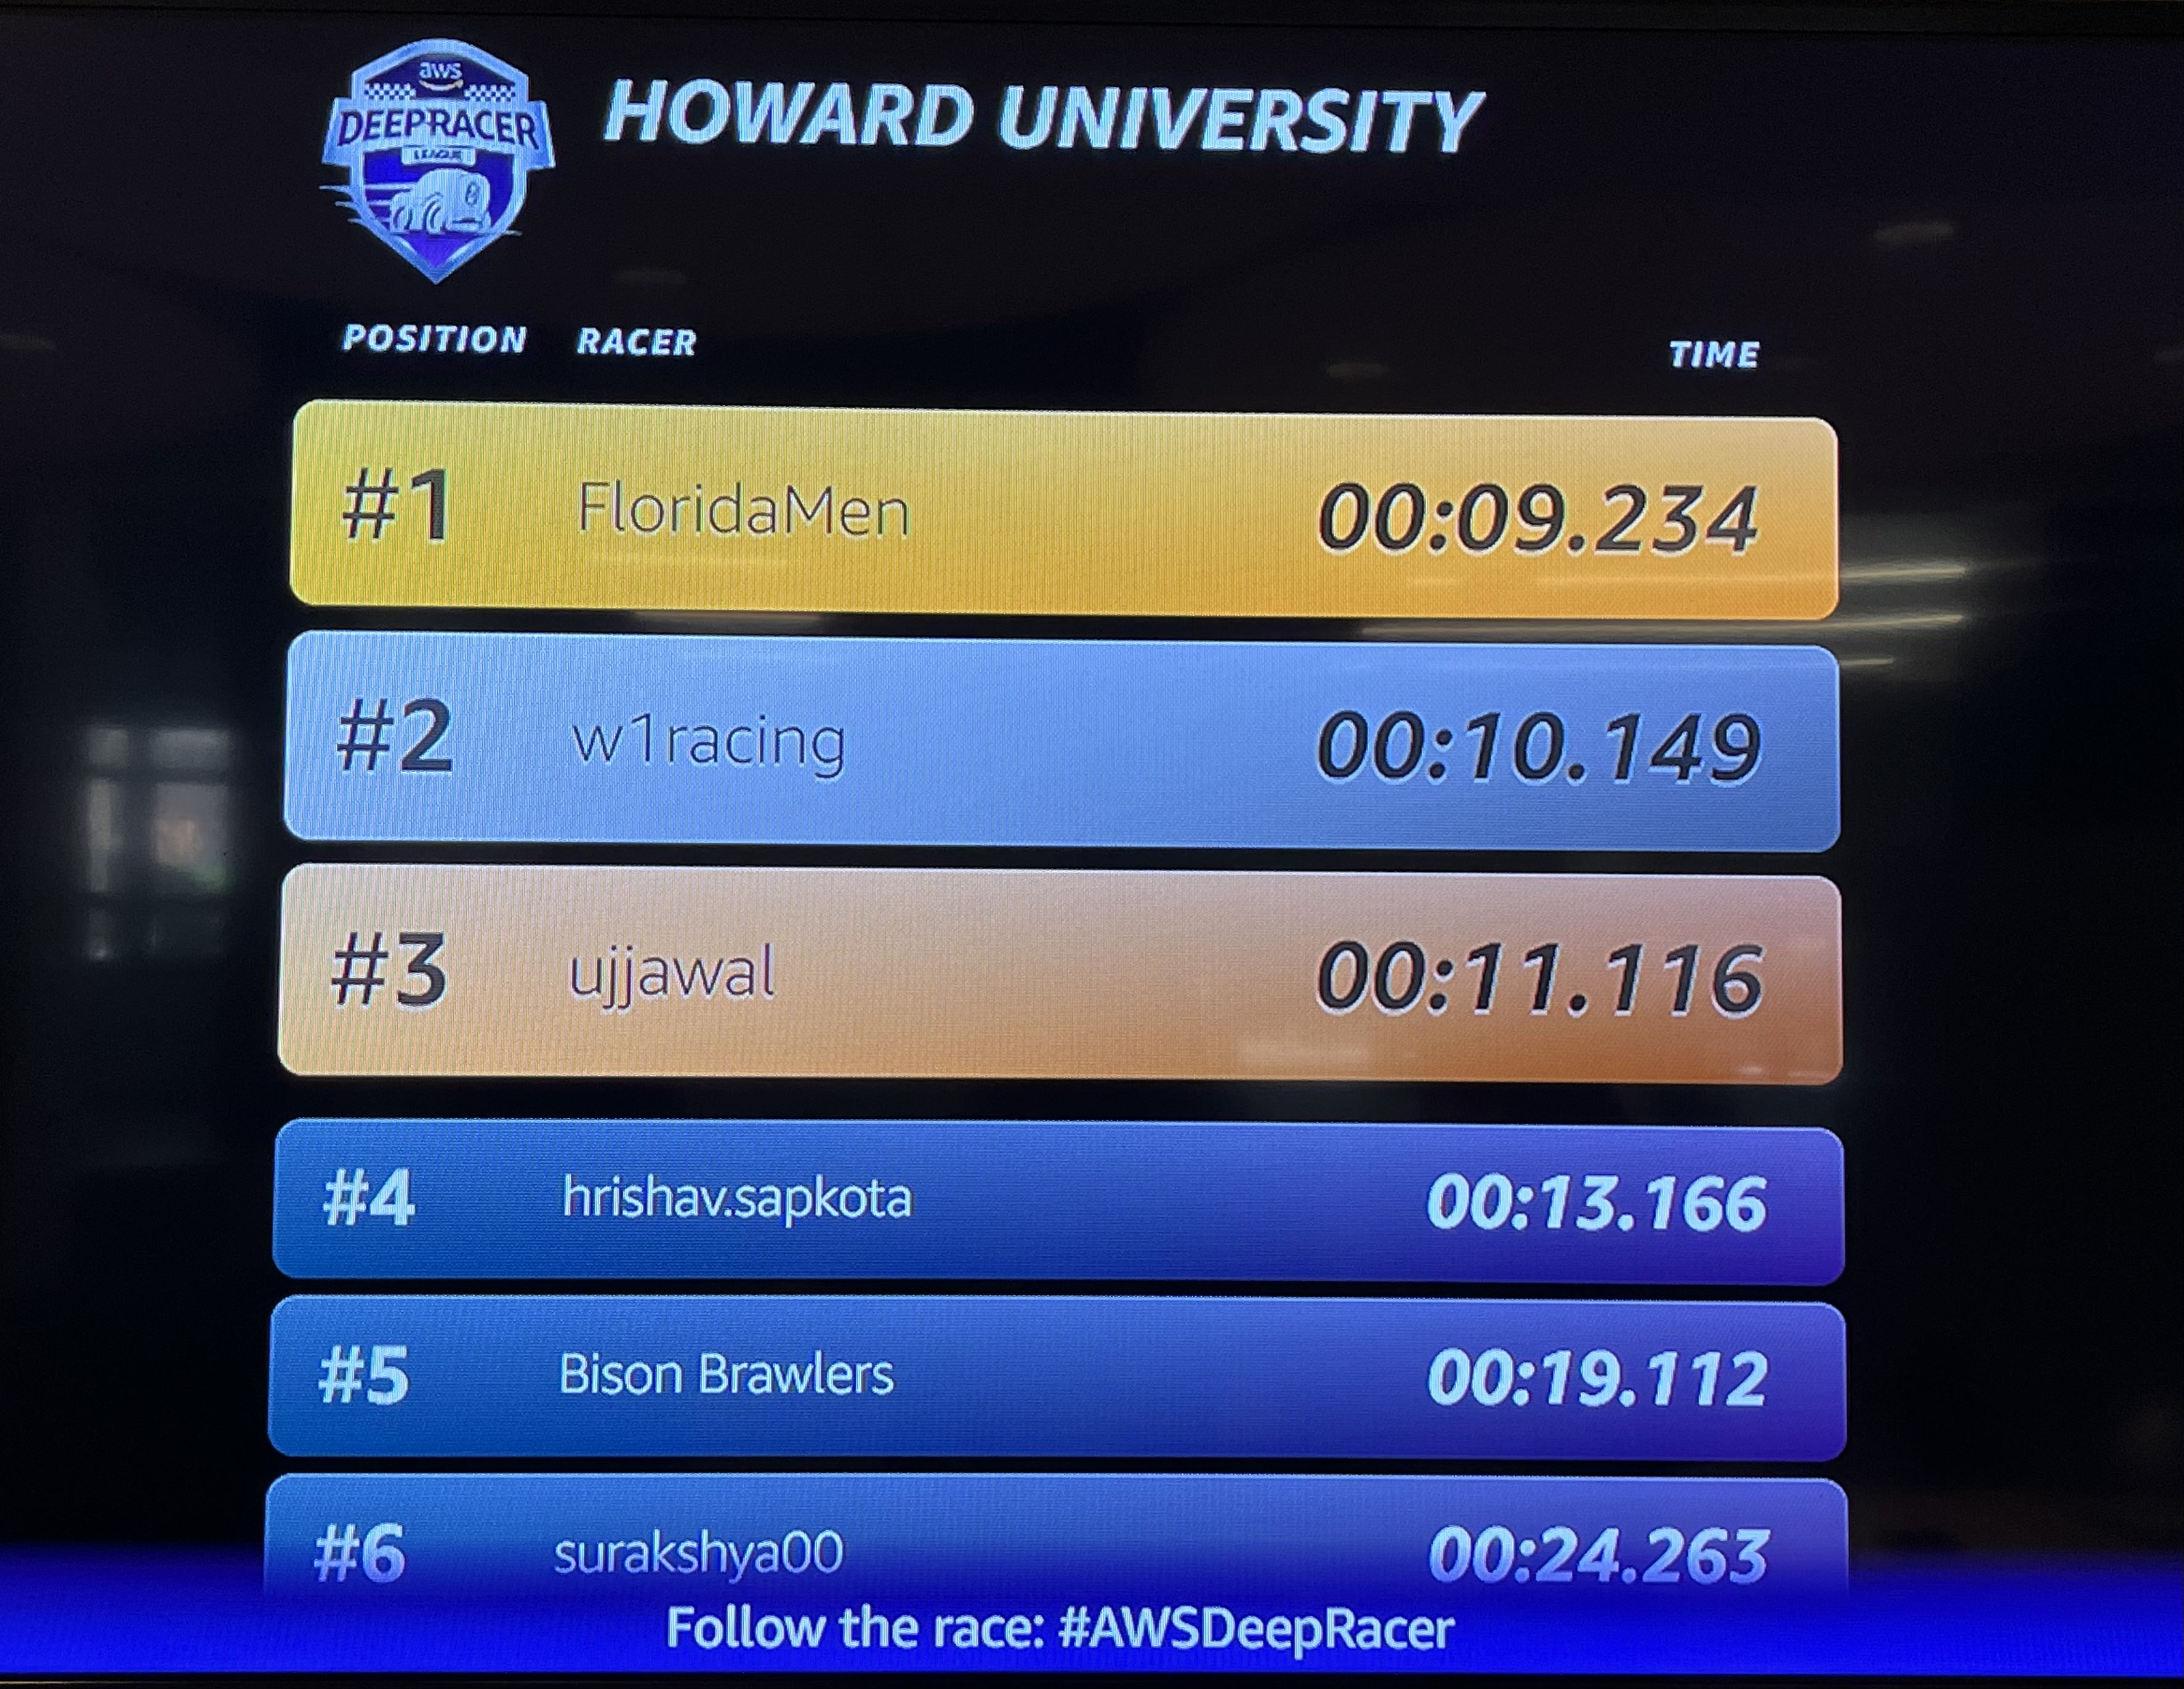 aws
DEEPRACER
LEAGUE
HOWARD UNIVERSITY
POSITION RACER TIME
#1 FloridaMen 00:09.234
#2 w1racing 00:10.149
#3 ujjawal 00:11.116
#4 hrishav.sapkota 00:13.166
#5 Bison Brawlers 00:19.112
#6 surakshya00 00:24.263
Follow the race: #AWSDeepRacer